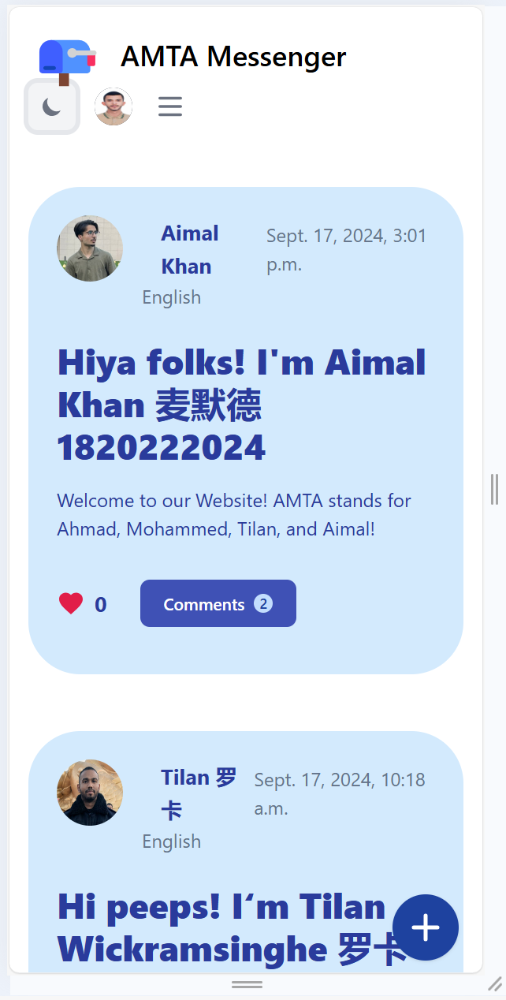 AMTA Messenger
Aimal
Khan
Sept. 17, 2024, 3:01
p.m.
English
Hiya folks! I'm Aimal
Khan 麦默德
1820222024
Welcome to our Website! AMTA stands for
Ahmad, Mohammed, Tilan, and Aimal!
0
Comments 2
Tilan 罗
卡
Sept. 17, 2024, 10:18
a.m.
English
Hi peeps! I‘m Tilan
Wickramsinghe 罗卡